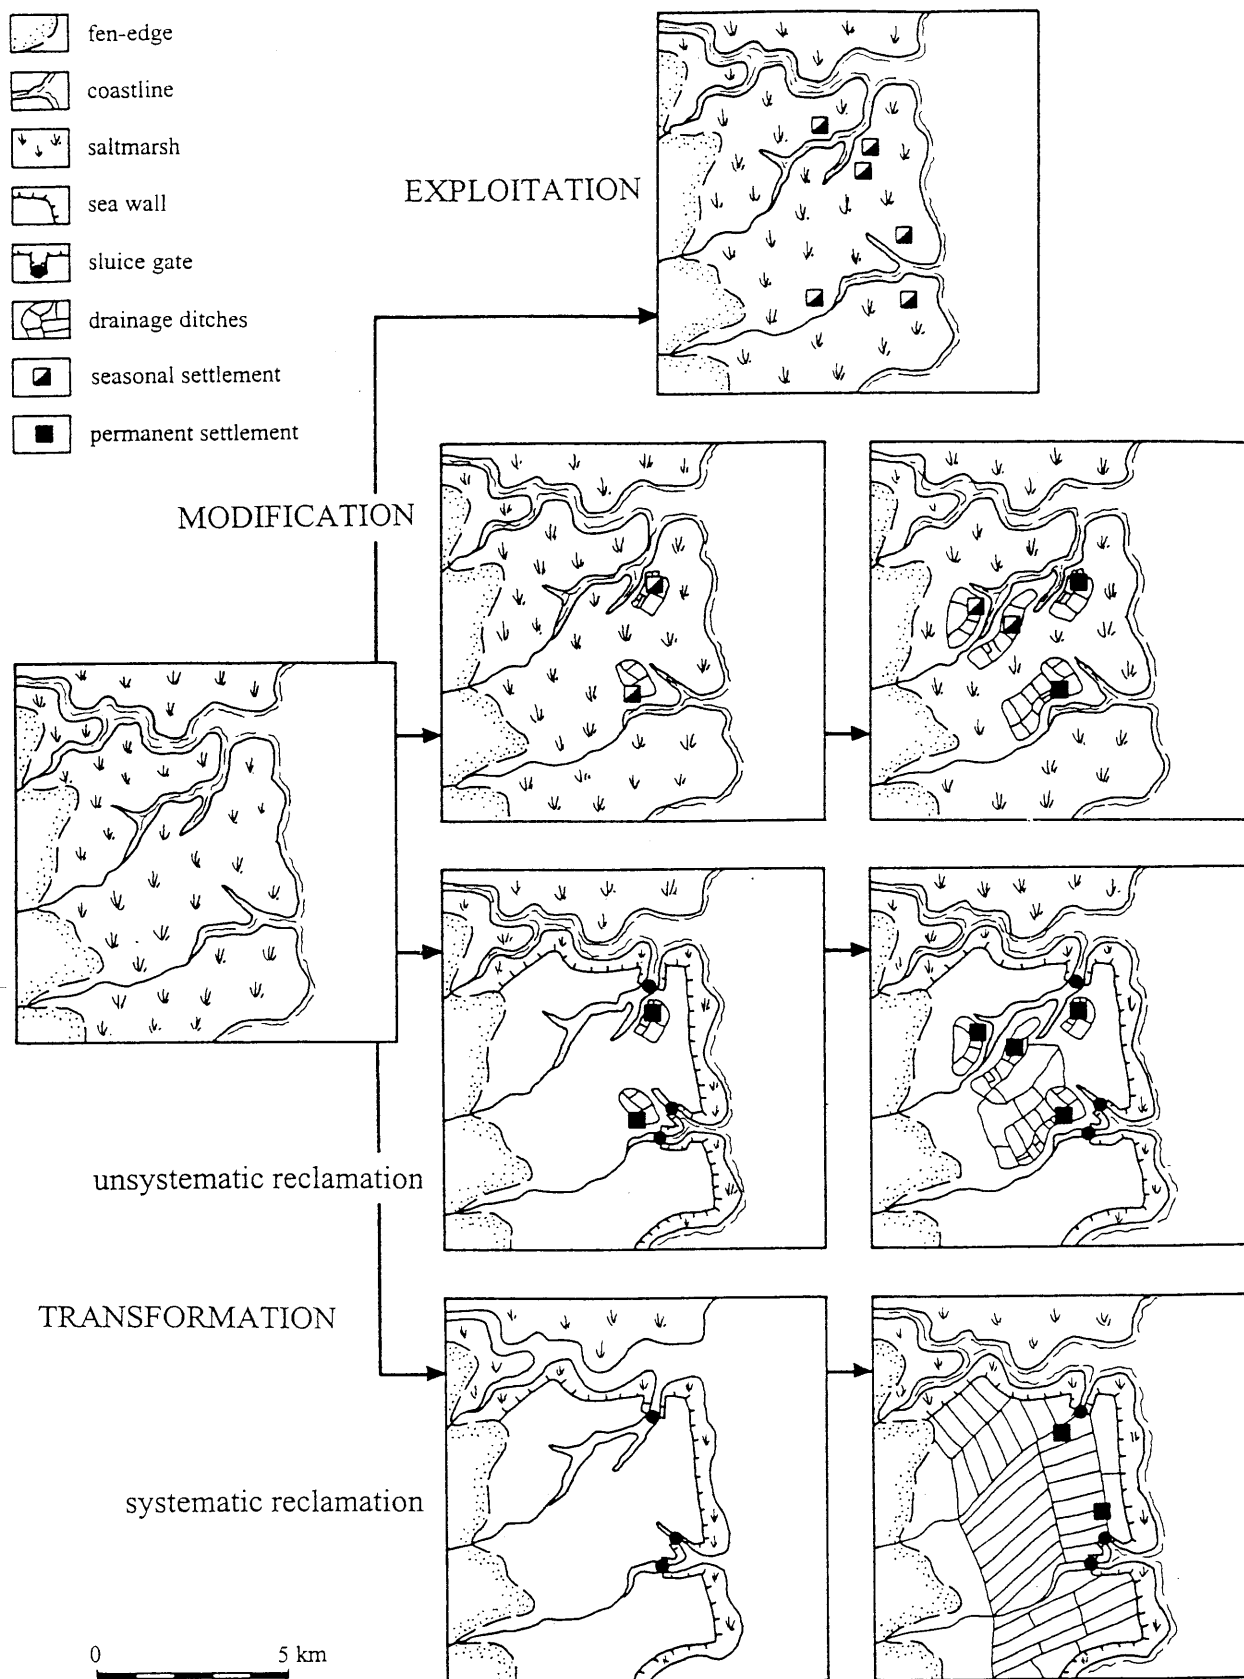 fen-edge
coastline
saltmarsh
sea wall
sluice gate
drainage ditches
seasonal settlement
permanent settlement
EXPLOITATION
MODIFICATION
unsystematic reclamation
TRANSFORMATION
systematic reclamation
0 5 km